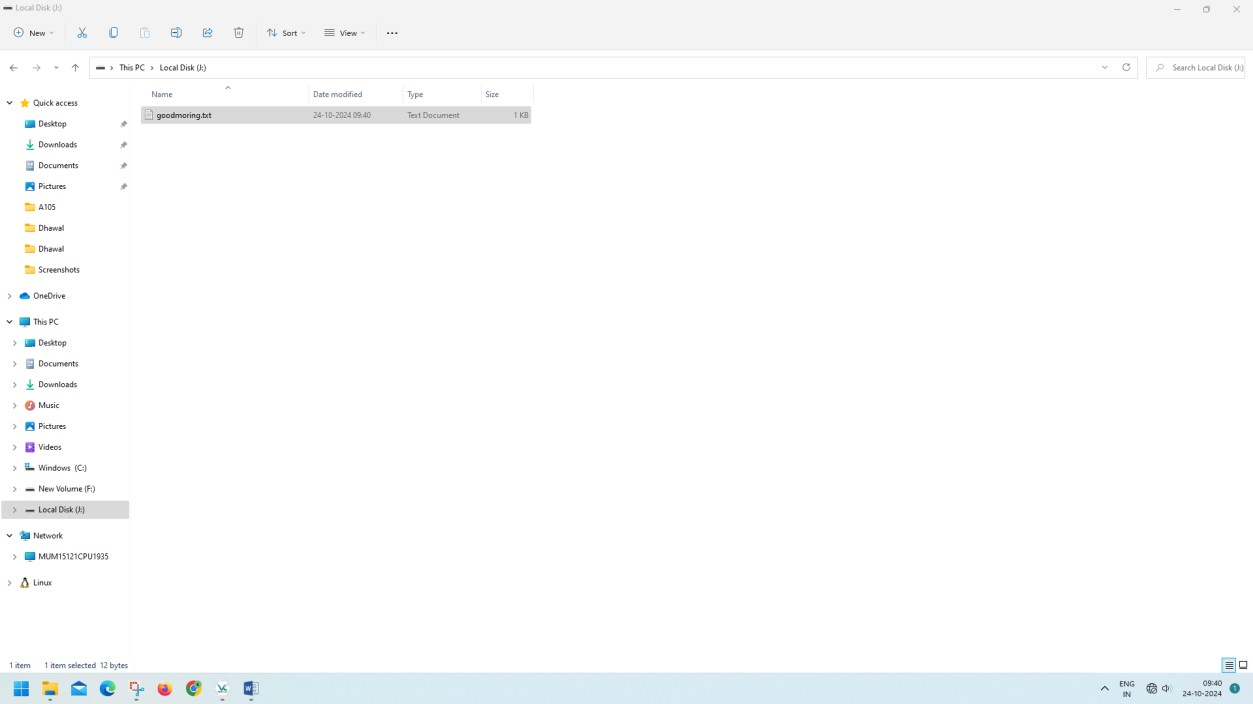 Local Disk (J:)
New
Sort
View
This PC > Local Disk (J:)
Search Local Disk (J:)
Name Date modified Type Size
goodmoring.txt 24-10-2024 09:40 Text Document 1 KB
Quick access
Desktop
Downloads
Documents
Pictures
A105
Dhawal
Dhawal
Screenshots
OneDrive
This PC
Desktop
Documents
Downloads
Music
Pictures
Videos
Windows (C:)
New Volume (F:)
Local Disk (J:)
Network
MUM15121CPU1935
Linux
1 item 1 item selected 12 bytes
ENG
IN
09:40
24-10-2024
1